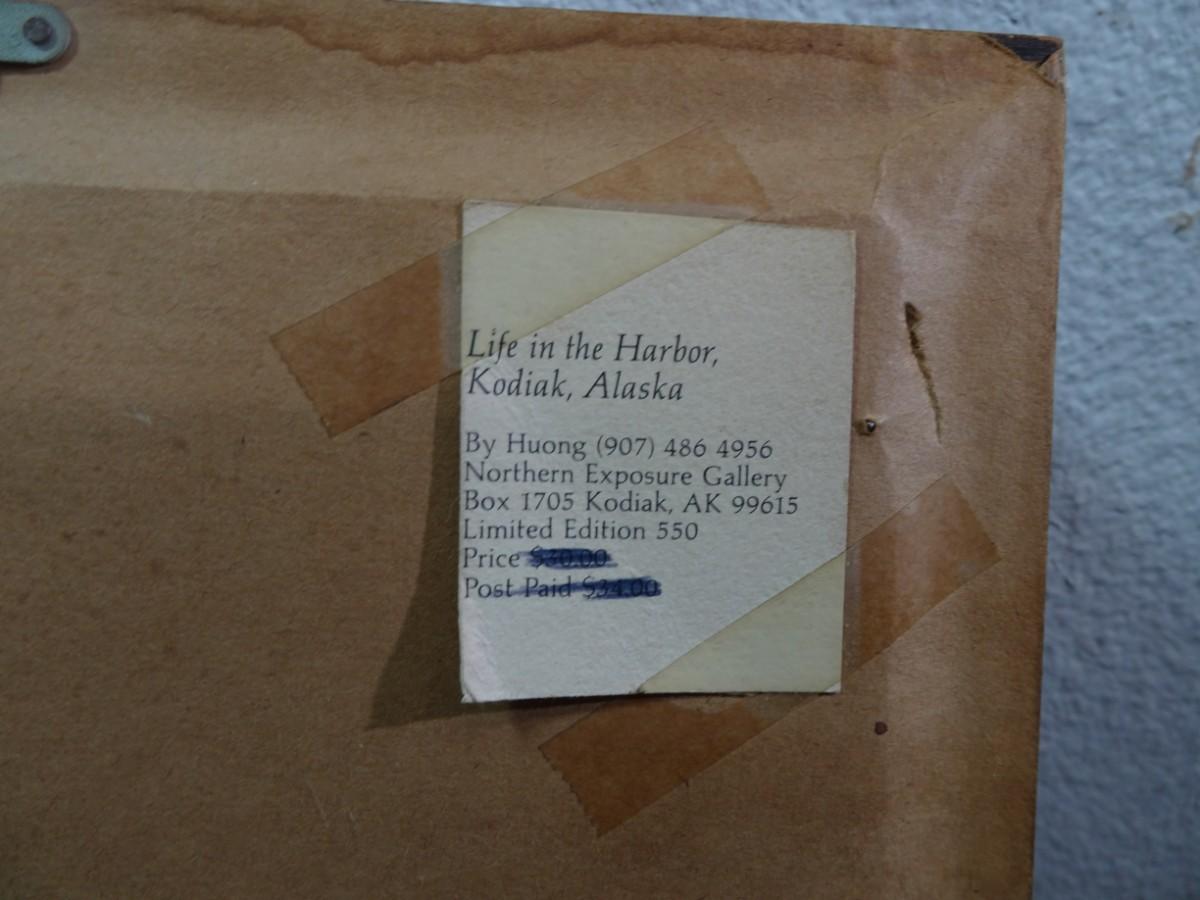 Life in the Harbor,
Kodiak, Alaska
By Huong (907) 486 4956
Northern Exposure Gallery
Box 1705 Kodiak, AK 99615
Limited Edition 550
Price $30.00
Post Paid $34.00